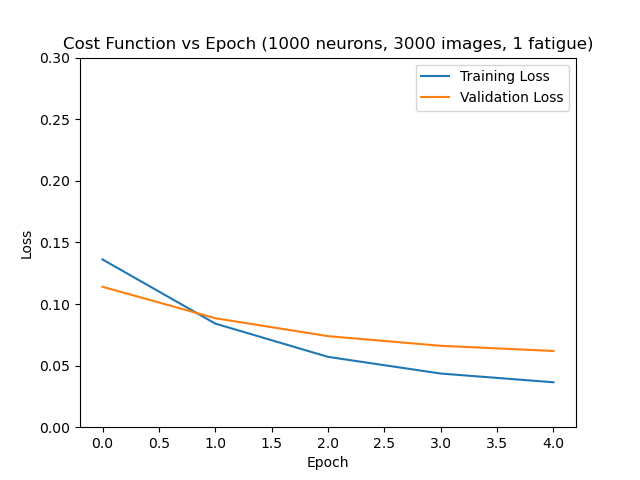 Cost Function vs Epoch (1000 neurons, 3000 images, 1 fatigue)
Training Loss
Validation Loss
0.30
0.25
0.20
0.15
0.10
0.05
0.00
Loss
0.0 0.5 1.0 1.5 2.0 2.5 3.0 3.5 4.0
Epoch